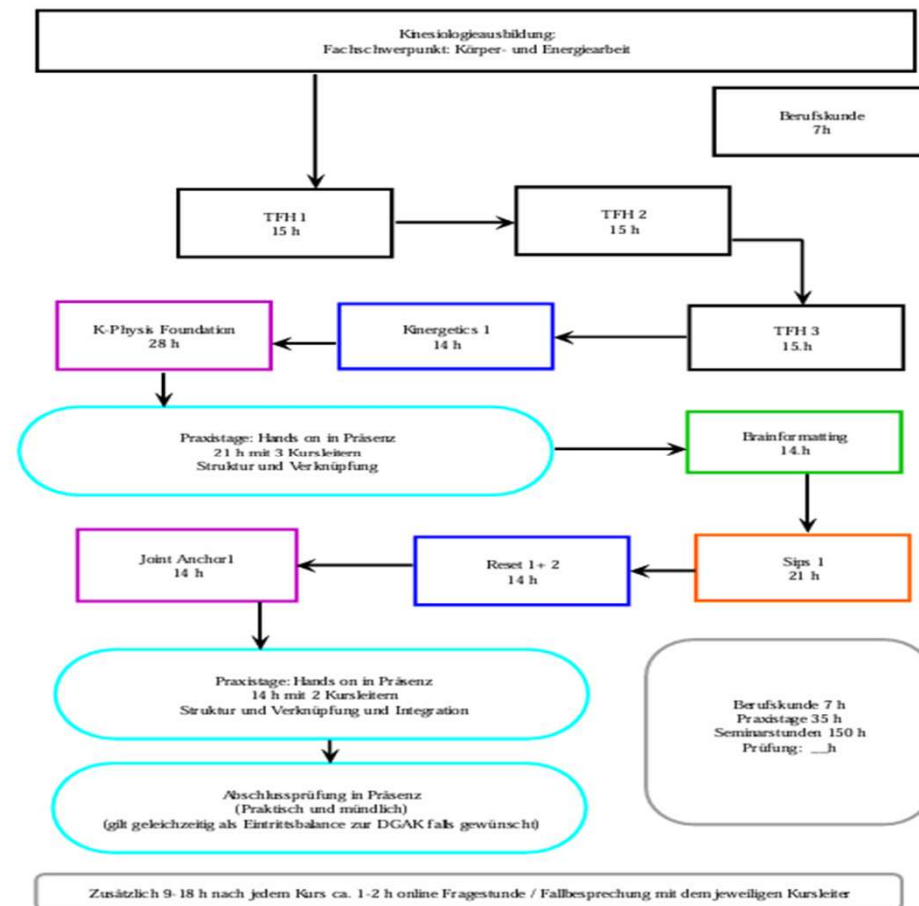 Kinesiologieausbildung:
Fachschwerpunkt: Körper- und Energiearbeit
Berufskunde
7h
TFH 1
15 h
TFH 2
15 h
K-Physis Foundation
28 h
Kinergetics 1
14 h
TFH 3
15.h
Praxistage: Hands on in Präsenz
21 h mit 3 Kursleitern
Struktur und Verknüpfung
Brainformatting
14.h
Joint Anchor1
14 h
Reset 1+ 2
14 h
Sips 1
21 h
Praxistage: Hands on in Präsenz
14 h mit 2 Kursleitern
Struktur und Verknüpfung und Integration
Berufskunde 7 h
Praxistage 35 h
Seminarstunden 150 h
Prüfung: __h
Abschlussprüfung in Präsenz
(Praktisch und mündlich)
(gilt geleichzeitig als Eintrittsbalance zur DGAK falls gewünscht)
Zusätzlich 9-18 h nach jedem Kurs ca. 1-2 h online Fragestunde / Fallbesprechung mit dem jeweiligen Kursleiter